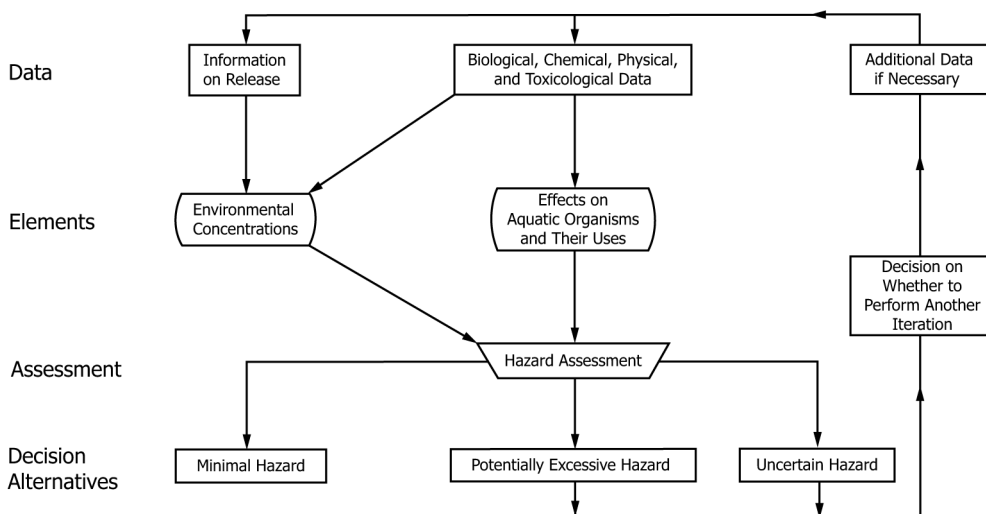 Data
Information
on Release
Biological, Chemical, Physical,
and Toxicological Data
Additional Data
if Necessary
Elements
Environmental
Concentrations
Effects on
Aquatic Organisms
and Their Uses
Decision on
Whether to
Perform Another
Iteration
Assessment
Hazard Assessment
Decision
Alternatives
Minimal Hazard
Potentially Excessive Hazard
Uncertain Hazard